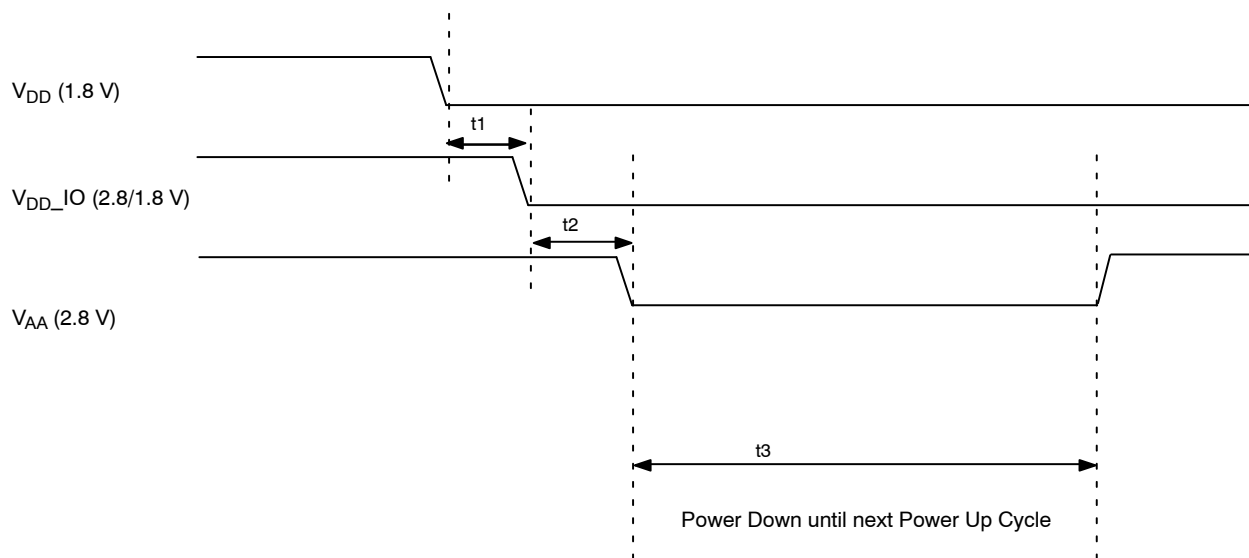 VDD (1.8 V)
t1
VDD_IO (2.8/1.8 V)
t2
VAA (2.8 V)
t3
Power Down until next Power Up Cycle